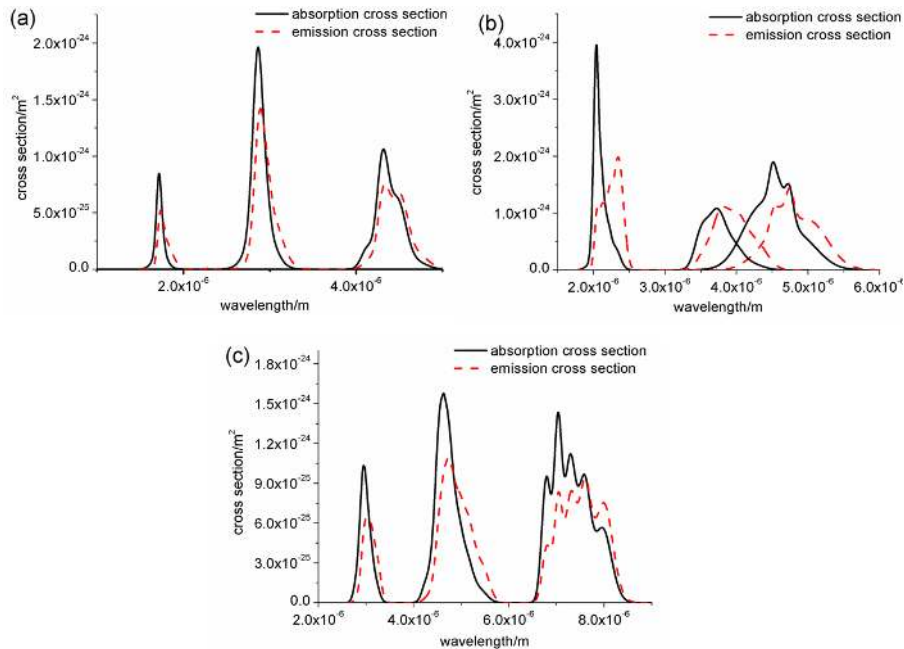 (a)
absorption cross section
emission cross section
2.0x10⁻²⁴
1.5x10⁻²⁴
1.0x10⁻²⁴
5.0x10⁻²⁵
0.0
cross section/m²
2.0x10⁻⁶ 4.0x10⁻⁶
wavelength/m
(b)
absorption cross section
emission cross section
4.0x10⁻²⁴
3.0x10⁻²⁴
2.0x10⁻²⁴
1.0x10⁻²⁴
0.0
cross section/m²
2.0x10⁻⁶ 3.0x10⁻⁶ 4.0x10⁻⁶ 5.0x10⁻⁶ 6.0x10⁻⁶
wavelength/m
(c)
absorption cross section
emission cross section
1.8x10⁻²⁴
1.5x10⁻²⁴
1.2x10⁻²⁴
9.0x10⁻²⁵
6.0x10⁻²⁵
3.0x10⁻²⁵
0.0
cross section/m²
2.0x10⁻⁶ 4.0x10⁻⁶ 6.0x10⁻⁶ 8.0x10⁻⁶
wavelength/m